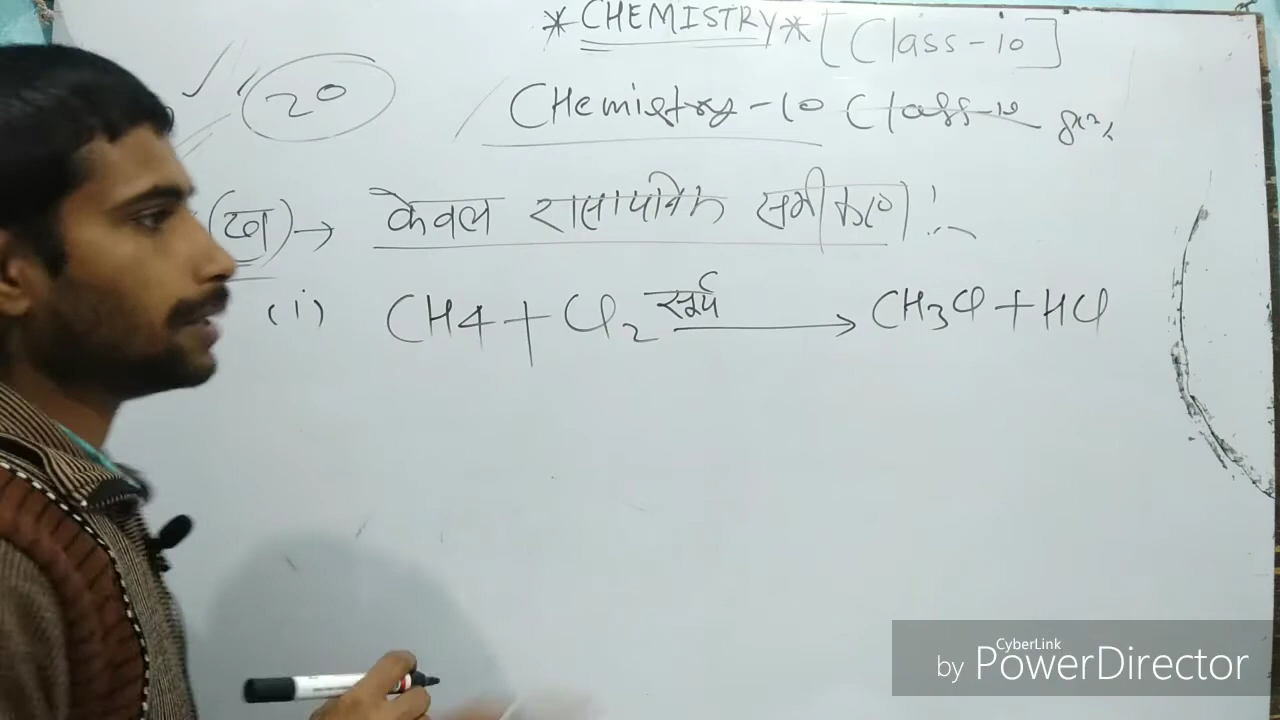 *CHEMISTRY* [Class-10]
20
CHemistry-10 Class-10
(ख)→ केवल रासायनिक समीकरण:-
(i) CH4+Cl2 सूर्य → CH3Cl+HCl
CyberLink
by PowerDirector